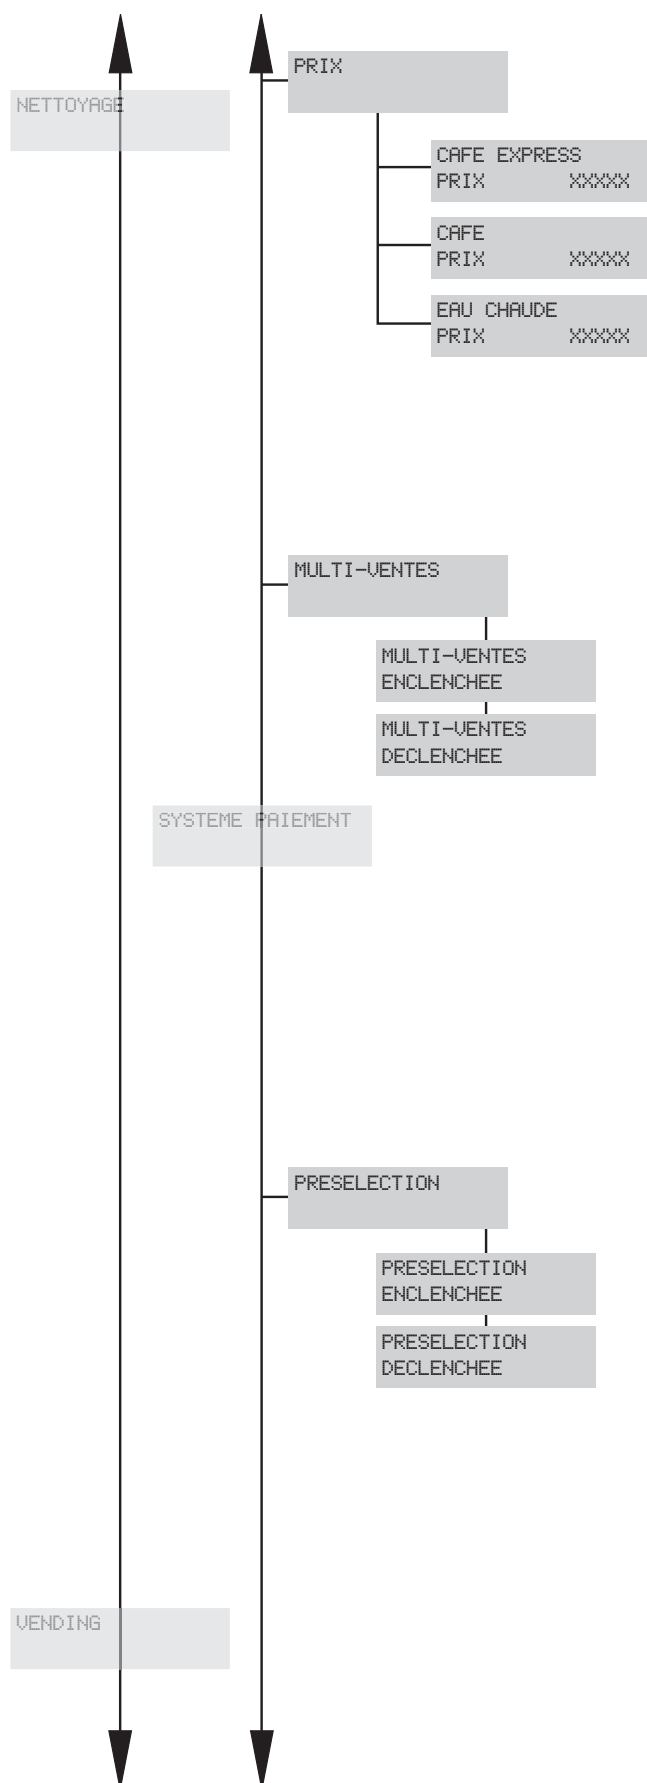 PRIX
NETTOYAGE
CAFE EXPRESS
PRIX XXXXX
CAFE
PRIX XXXXX
EAU CHAUDE
PRIX XXXXX
MULTI-VENTES
MULTI-VENTES
ENCLENCHEE
MULTI-VENTES
DECLENCHEE
SYSTEME PAIEMENT
PRESELECTION
PRESELECTION
ENCLENCHEE
PRESELECTION
DECLENCHEE
VENDING